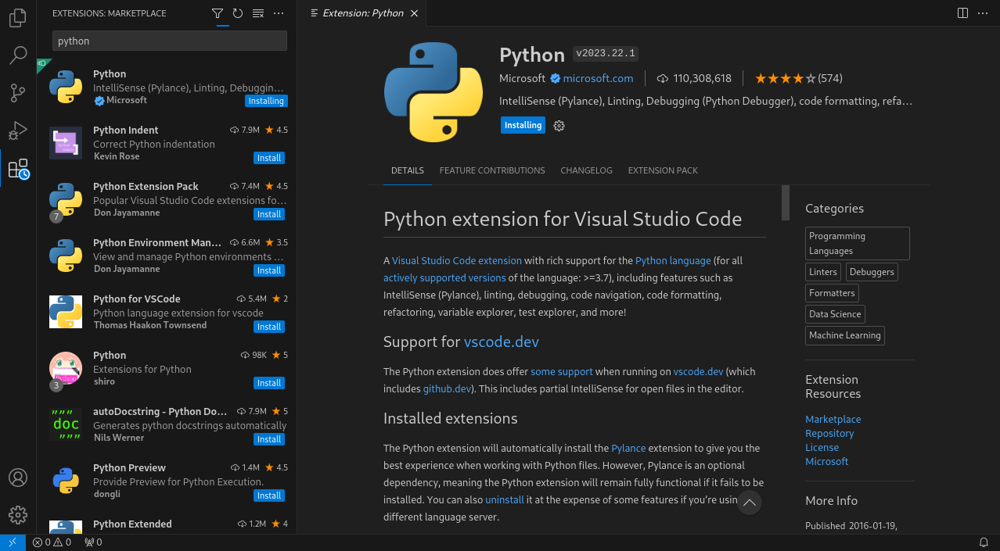 EXTENSIONS: MARKETPLACE
python
Python
IntelliSense (Pylance), Linting, Debuggin…
Microsoft
Installing
Python Indent
7.9M
4.5
Correct Python indentation
Kevin Rose
Install
Python Extension Pack
7.4M
4.5
Popular Visual Studio Code extensions fo…
7
Don Jayamanne
Install
Python Environment Man…
6.6M
3.5
View and manage Python environments …
Don Jayamanne
Install
Python for VSCode
5.4M
2
Python language extension for vscode
Thomas Haakon Townsend
Install
Python
98K
5
Extensions for Python
3
shiro
Install
autoDocstring - Python Do…
7.9M
5
Generates python docstrings automatically
"""
doc
"""
Nils Werner
Install
Python Preview
1.4M
4.5
Provide Preview for Python Execution.
dongli
Install
Python Extended
1.2M
4
Extension: Python
Python
v2023.22.1
Microsoft
microsoft.com
110,308,618
(574)
IntelliSense (Pylance), Linting, Debugging (Python Debugger), code formatting, refa…
Installing
DETAILS
FEATURE CONTRIBUTIONS
CHANGELOG
EXTENSION PACK
Python extension for Visual Studio Code
A Visual Studio Code extension with rich support for the Python language (for all
actively supported versions of the language: >=3.7), including features such as
IntelliSense (Pylance), linting, debugging, code navigation, code formatting,
refactoring, variable explorer, test explorer, and more!
Support for vscode.dev
The Python extension does offer some support when running on vscode.dev (which
includes github.dev). This includes partial IntelliSense for open files in the editor.
Installed extensions
The Python extension will automatically install the Pylance extension to give you the
best experience when working with Python files. However, Pylance is an optional
dependency, meaning the Python extension will remain fully functional if it fails to be
installed. You can also uninstall it at the expense of some features if you're usin
different language server.
Categories
Programming
Languages
Linters
Debuggers
Formatters
Data Science
Machine Learning
Extension
Resources
Marketplace
Repository
License
Microsoft
More Info
Published 2016-01-19,
0
0
0